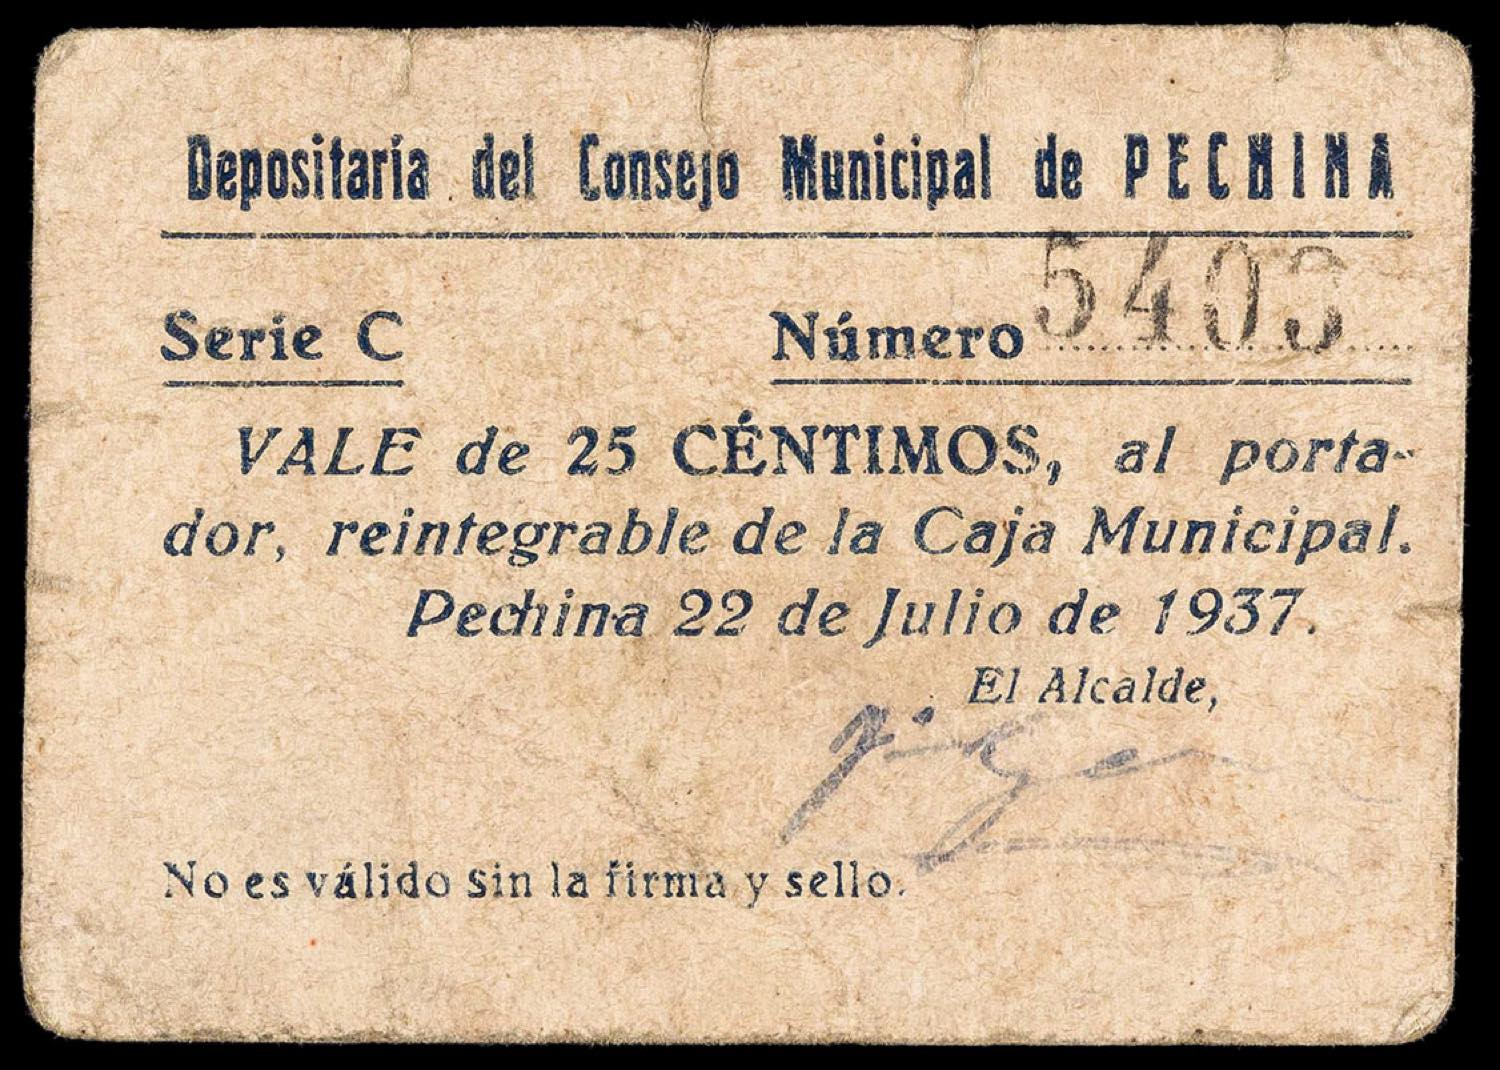 Depositaría del Consejo Municipal de PECHINA
Serie C Número 5403
VALE de 25 CÉNTIMOS, al porta-
dor, reintegrable de la Caja Municipal.
Pechina 22 de Julio de 1937.
El Alcalde,
No es válido sin la firma y sello.